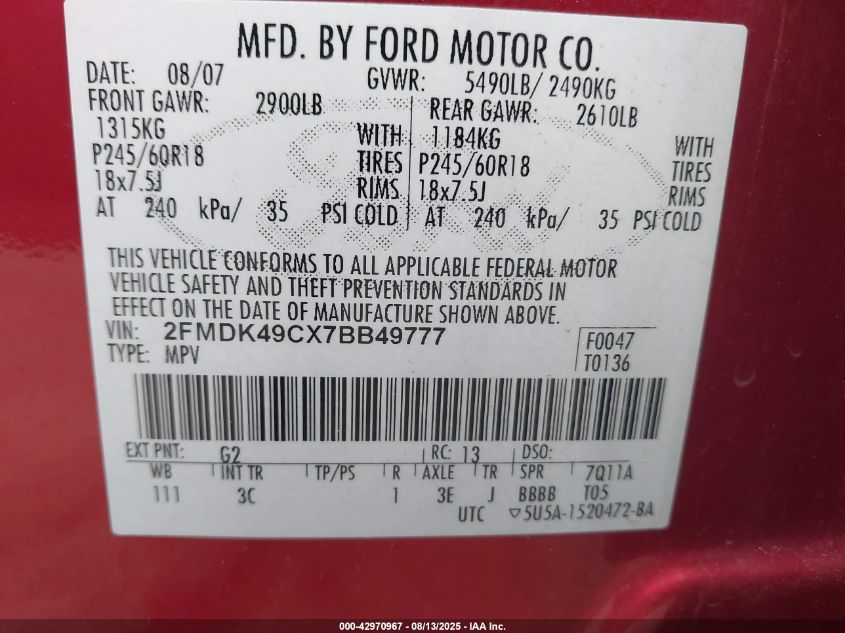 MFD. BY FORD MOTOR CO.
DATE: 08/07 GVWR: 5490LB/ 2490KG
FRONT GAWR: 2900LB REAR GAWR: 2610LB
1315KG WITH 1184KG WITH
P245/60R18 TIRES P245/60R18 TIRES
18x7.5J RIMS 18x7.5J RIMS
AT 240 kPa/ 35 PSI COLD AT 240 kPa/ 35 PSI COLD
THIS VEHICLE CONFORMS TO ALL APPLICABLE FEDERAL MOTOR
VEHICLE SAFETY AND THEFT PREVENTION STANDARDS IN
EFFECT ON THE DATE OF MANUFACTURE SHOWN ABOVE.
VIN: 2FMDK49CX7BB49777 F0047
TYPE: MPV T0136
EXT PNT: G2 RC: 13 DSO:
WB INT TR TP/PS R AXLE TR SPR 7Q11A
111 3C 1 3E J BBBB T05
UTC ▽5U5A-1520472-BA
000-42970967 - 08/13/2025 - IAA Inc.